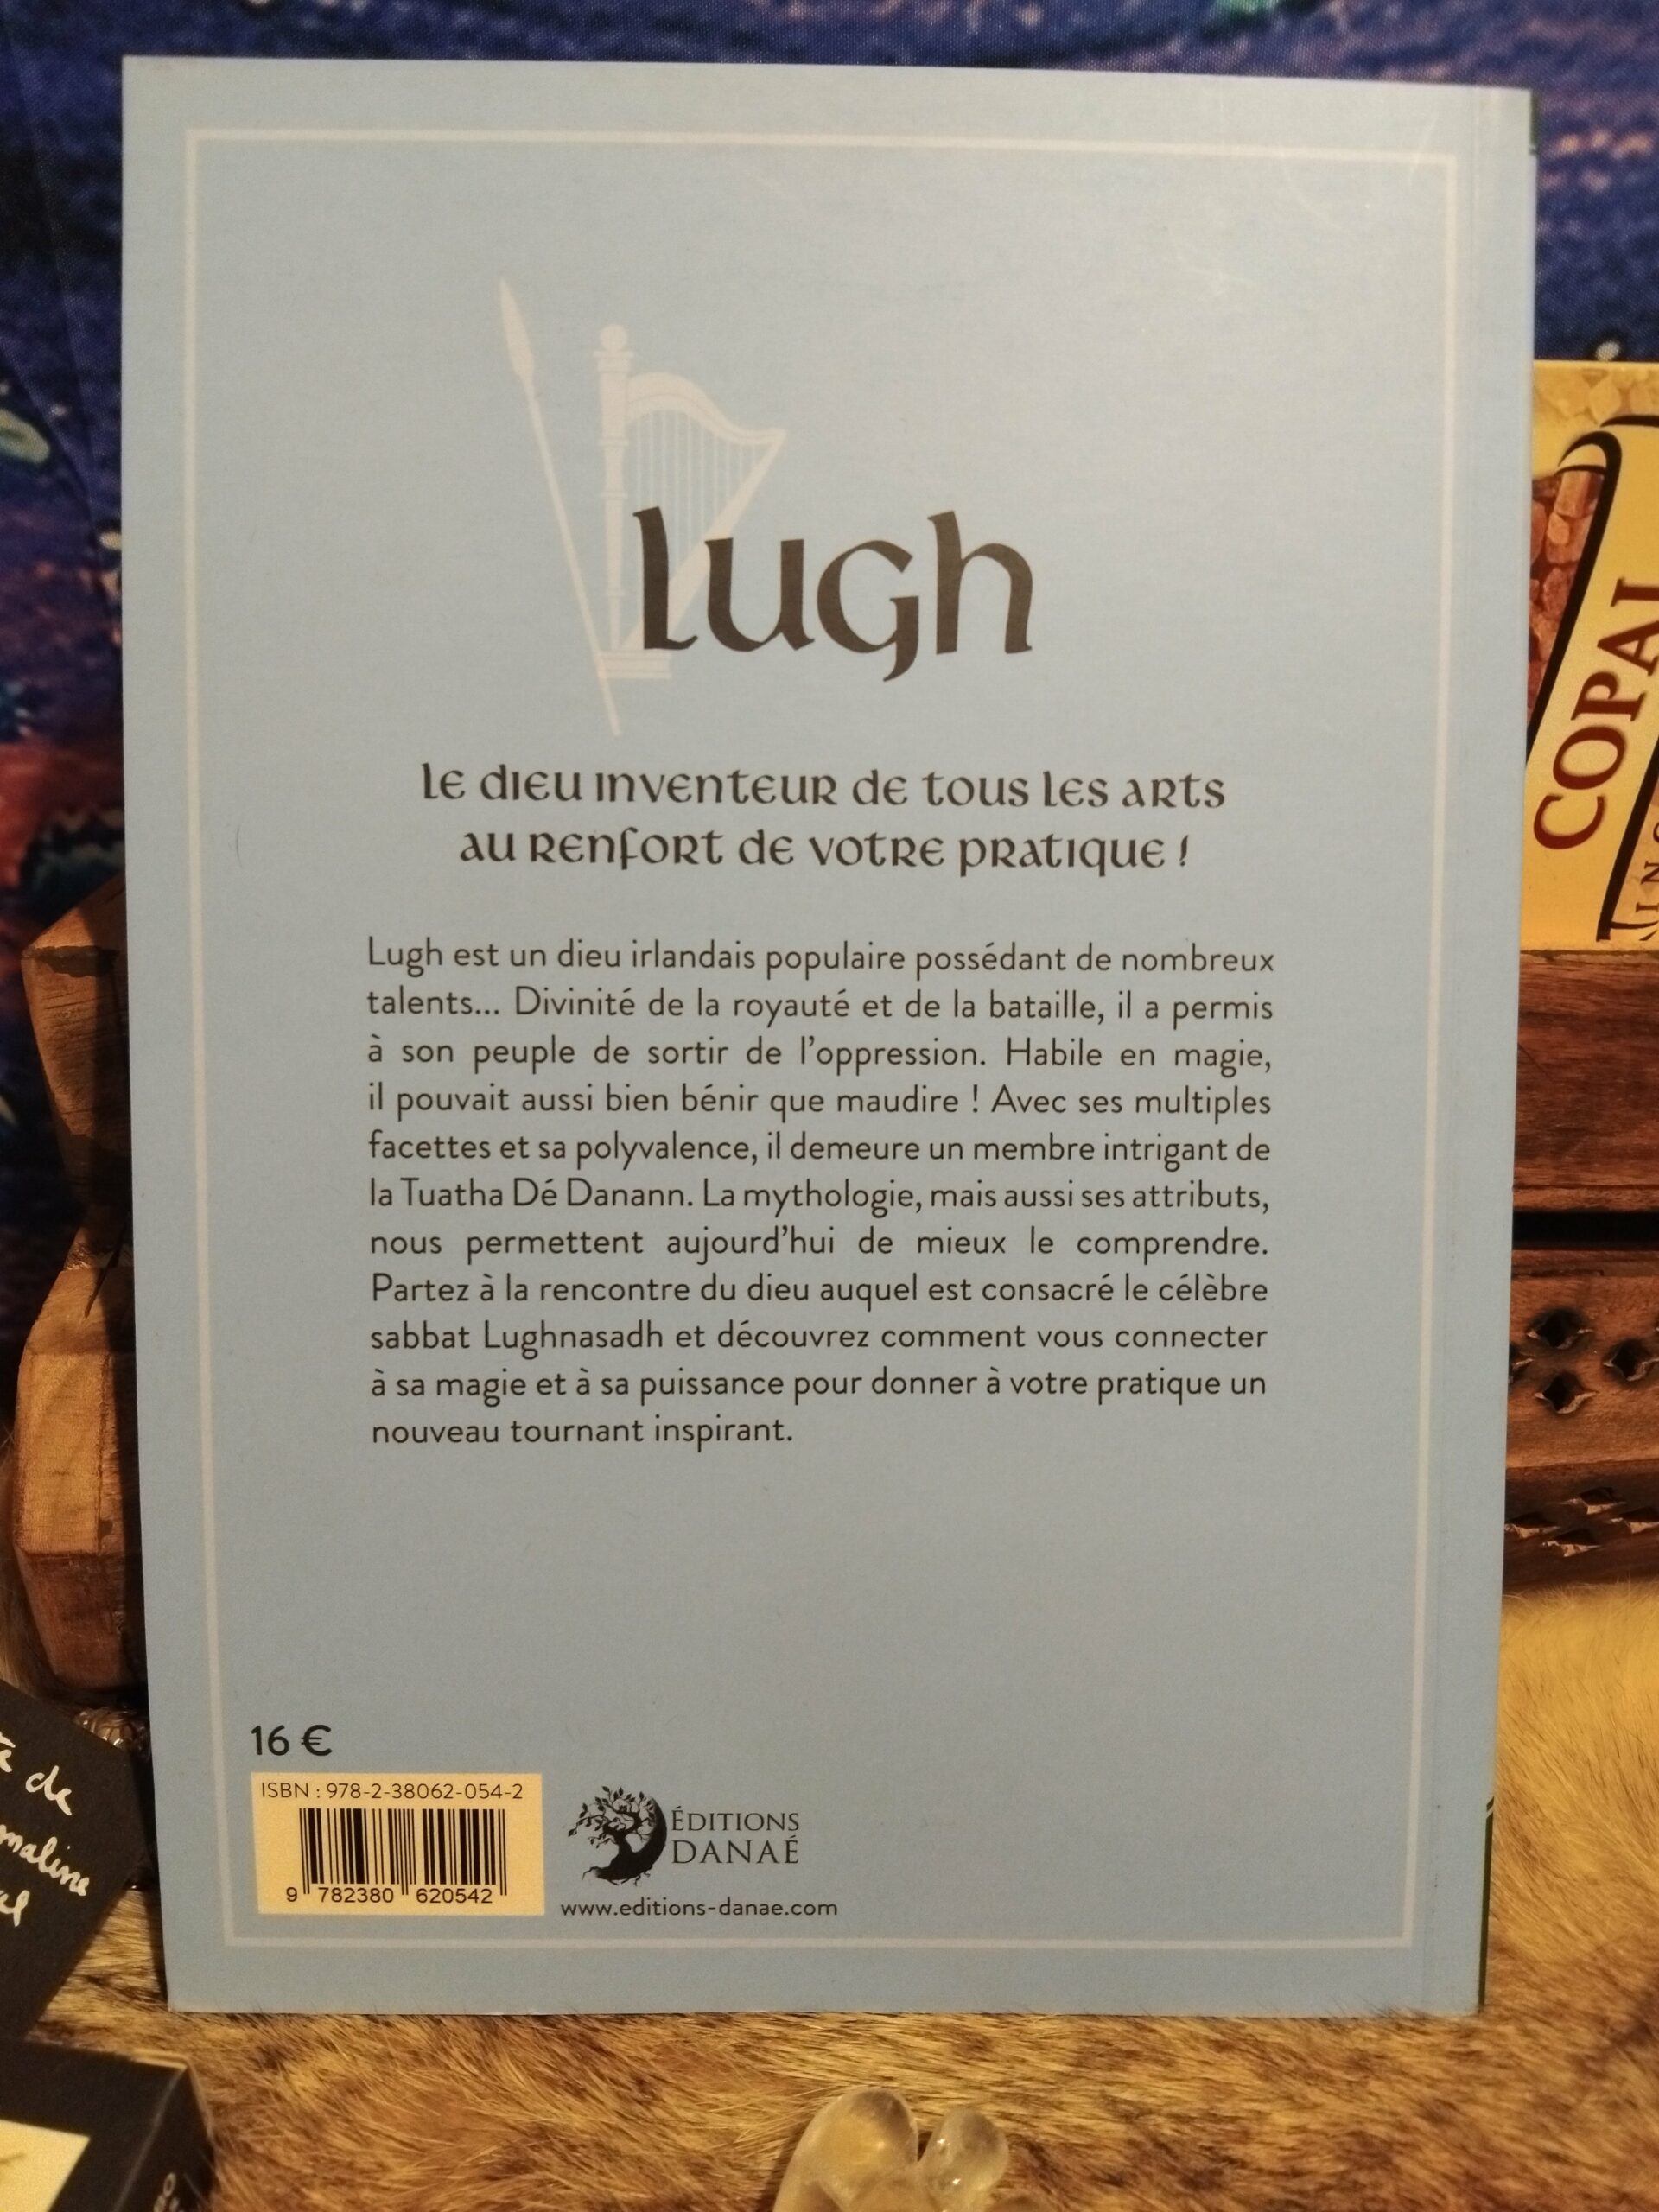 Lugh
Le dieu inventeur de tous les arts
au renfort de votre pratique !
Lugh est un dieu irlandais populaire possédant de nombreux
talents... Divinité de la royauté et de la bataille, il a permis
à son peuple de sortir de l'oppression. Habile en magie,
il pouvait aussi bien bénir que maudire ! Avec ses multiples
facettes et sa polyvalence, il demeure un membre intrigant de
la Tuatha Dé Danann. La mythologie, mais aussi ses attributs,
nous permettent aujourd'hui de mieux le comprendre.
Partez à la rencontre du dieu auquel est consacré le célèbre
sabbat Lughnasadh et découvrez comment vous connecter
à sa magie et à sa puissance pour donner à votre pratique un
nouveau tournant inspirant.
16 €
ISBN : 978-2-38062-054-2
9 782380 620542
ÉDITIONS
DANAÉ
www.editions-danae.com
COPAL
de